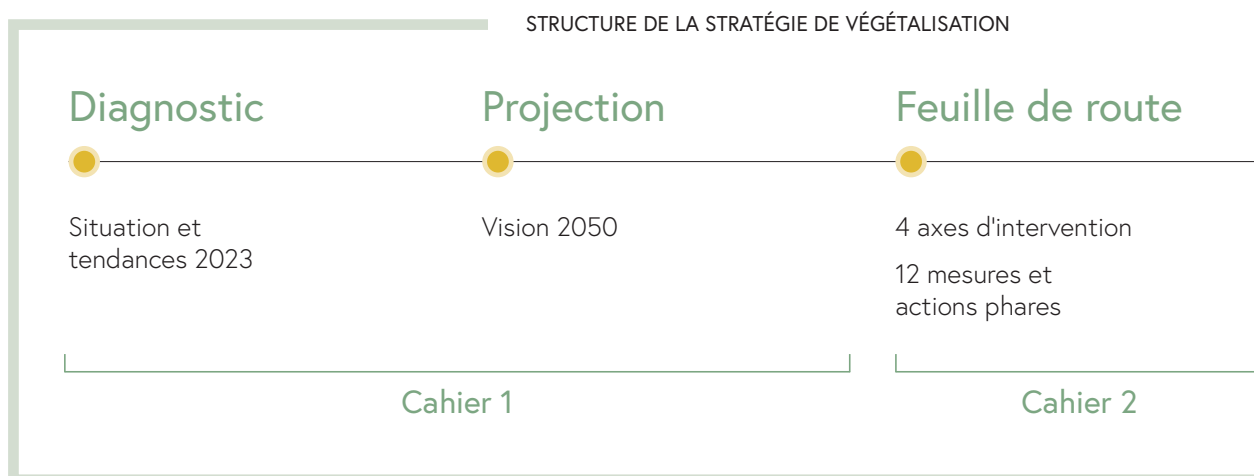 STRUCTURE DE LA STRATÉGIE DE VÉGÉTALISATION
Diagnostic
Projection
Feuille de route
Situation et
tendances 2023
Vision 2050
4 axes d'intervention
12 mesures et
actions phares
Cahier 1
Cahier 2